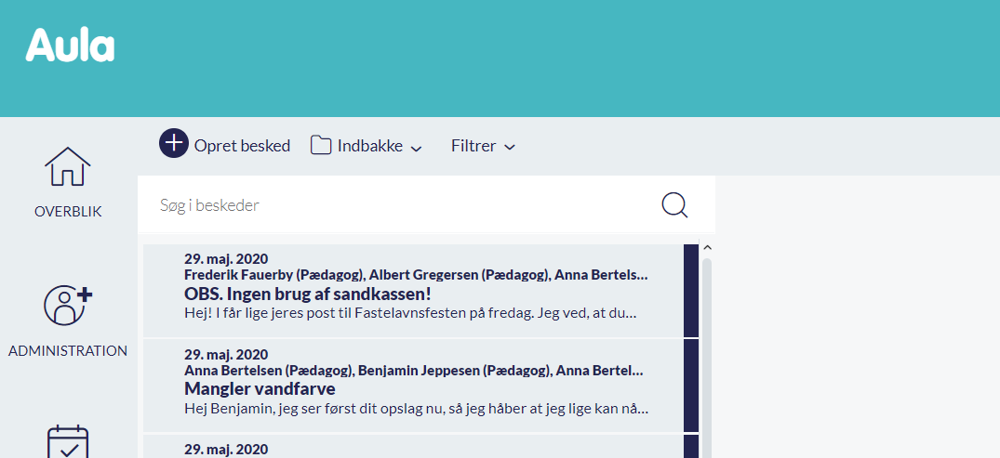 Aula
Opret besked
Indbakke
Filtrer
OVERBLIK
ADMINISTRATION
Søg i beskeder
29. maj. 2020
Frederik Fauerby (Pædagog), Albert Gregersen (Pædagog), Anna Bertels...
OBS. Ingen brug af sandkassen!
Hej! I får lige jeres post til Fastelavnsfesten på fredag. Jeg ved, at du...
29. maj. 2020
Anna Bertelsen (Pædagog), Benjamin Jeppesen (Pædagog), Anna Bertel...
Mangler vandfarve
Hej Benjamin, jeg ser først dit opslag nu, så jeg håber at jeg lige kan nå...
29. maj. 2020